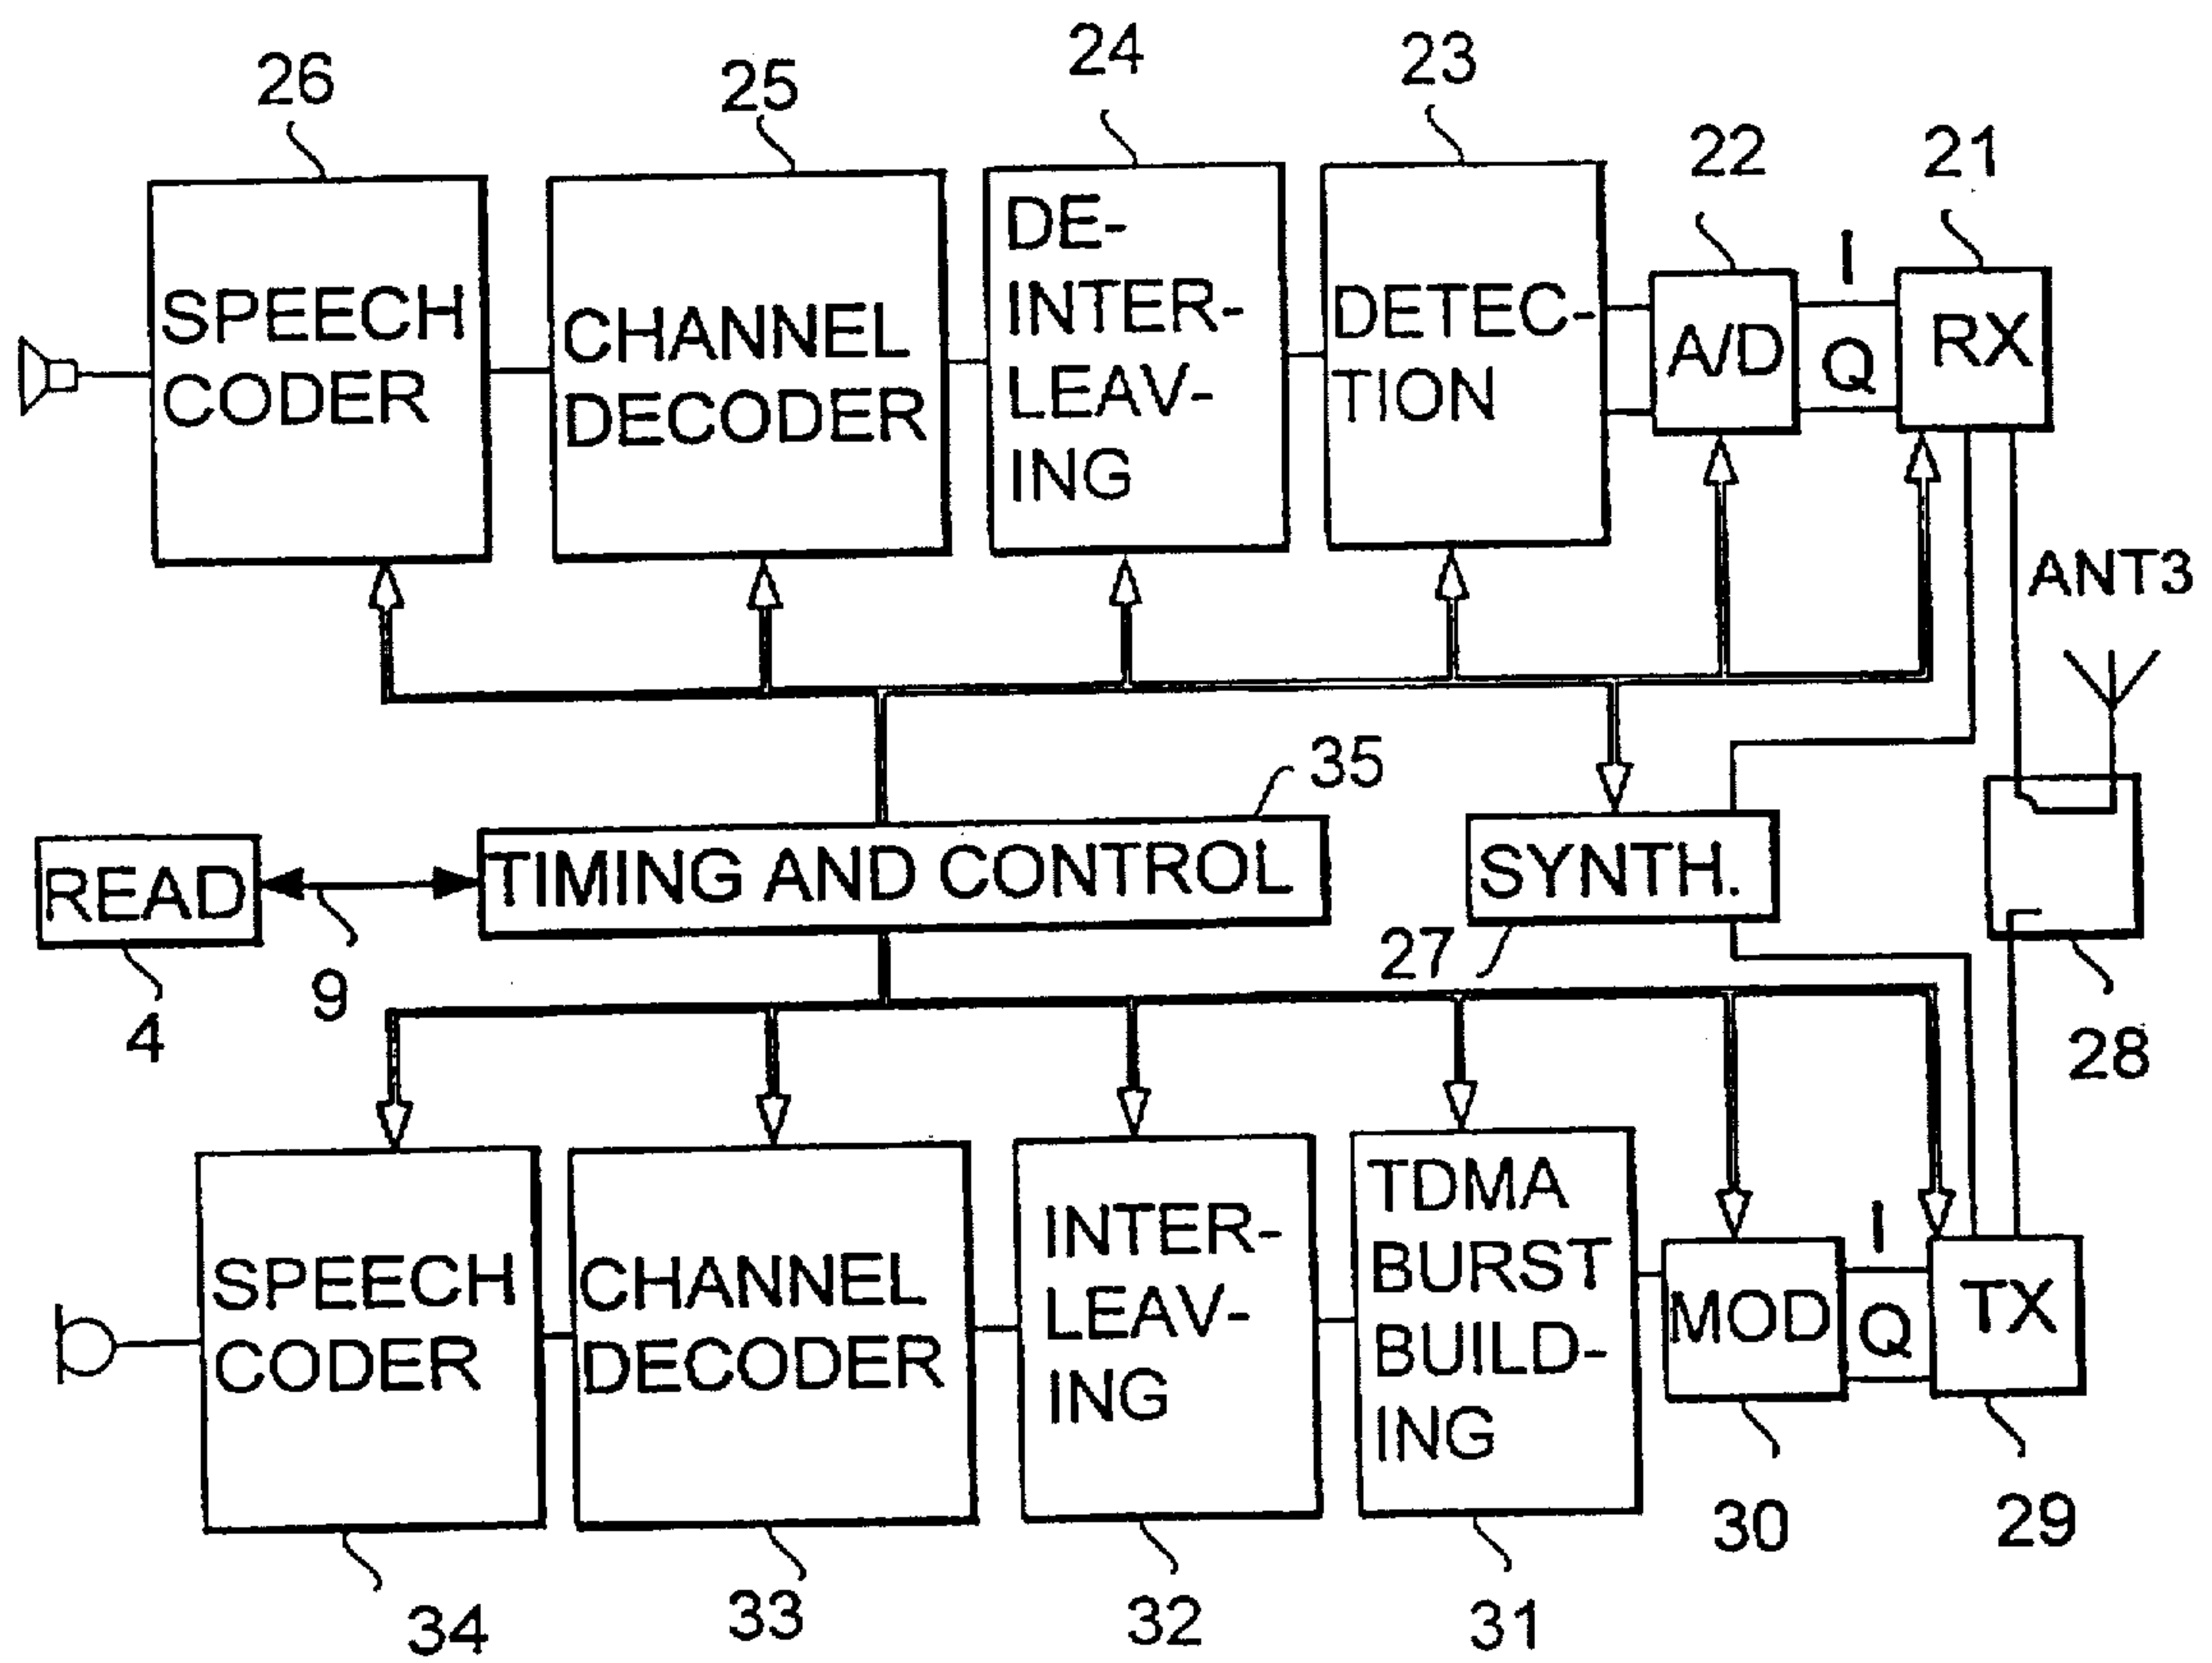 26
25
24
23
22
21
SPEECH
CODER
CHANNEL
DECODER
DE-
INTER-
LEAV-
ING
DETEC-
TION
A/D
I
Q
RX
ANT3
35
READ
TIMING AND CONTROL
SYNTH.
9
4
27
28
SPEECH
CODER
CHANNEL
DECODER
INTER-
LEAV-
ING
TDMA
BURST
BUILD-
ING
MOD
I
Q
TX
34
33
32
31
30
29